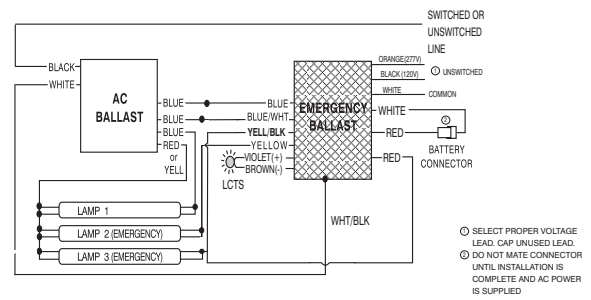 SWITCHED OR
UNSWITCHED
LINE
ORANGE(277V)
BLACK (120V)
① UNSWITCHED
WHITE
COMMON
BLACK
WHITE
AC
BALLAST
BLUE
BLUE
BLUE
RED
or
YELL
BLUE
BLUE/WHT
YELL/BLK
YELLOW
VIOLET(+)
BROWN(-)
LCTS
EMERGENCY
BALLAST
WHITE
RED
②
BATTERY
CONNECTOR
RED
WHT/BLK
LAMP 1
LAMP 2 (EMERGENCY)
LAMP 3 (EMERGENCY)
① SELECT PROPER VOLTAGE
LEAD. CAP UNUSED LEAD.
② DO NOT MATE CONNECTOR
UNTIL INSTALLATION IS
COMPLETE AND AC POWER
IS SUPPLIED